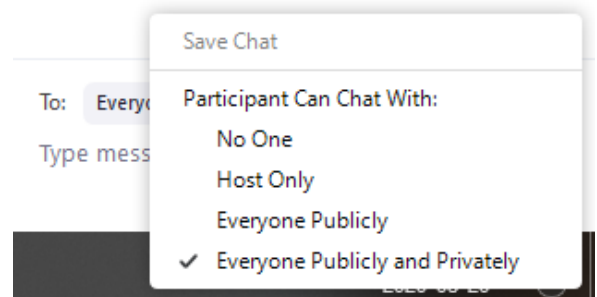 Save Chat
To: Everyo
Participant Can Chat With:
No One
Type mess
Host Only
Everyone Publicly
Everyone Publicly and Privately